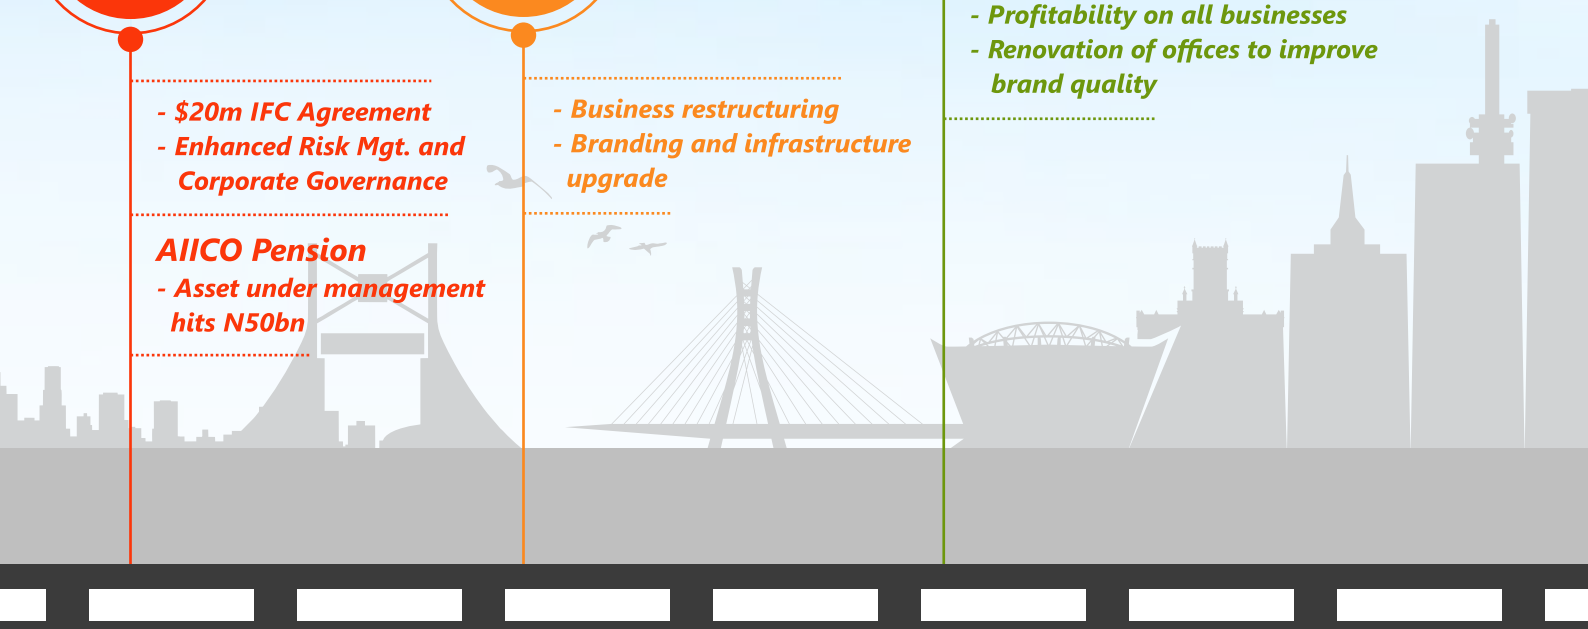 - $20m IFC Agreement
- Enhanced Risk Mgt. and
Corporate Governance
AIICO Pension
- Asset under management
hits N50bn
- Business restructuring
- Branding and infrastructure
upgrade
- Profitability on all businesses
- Renovation of offices to improve
brand quality